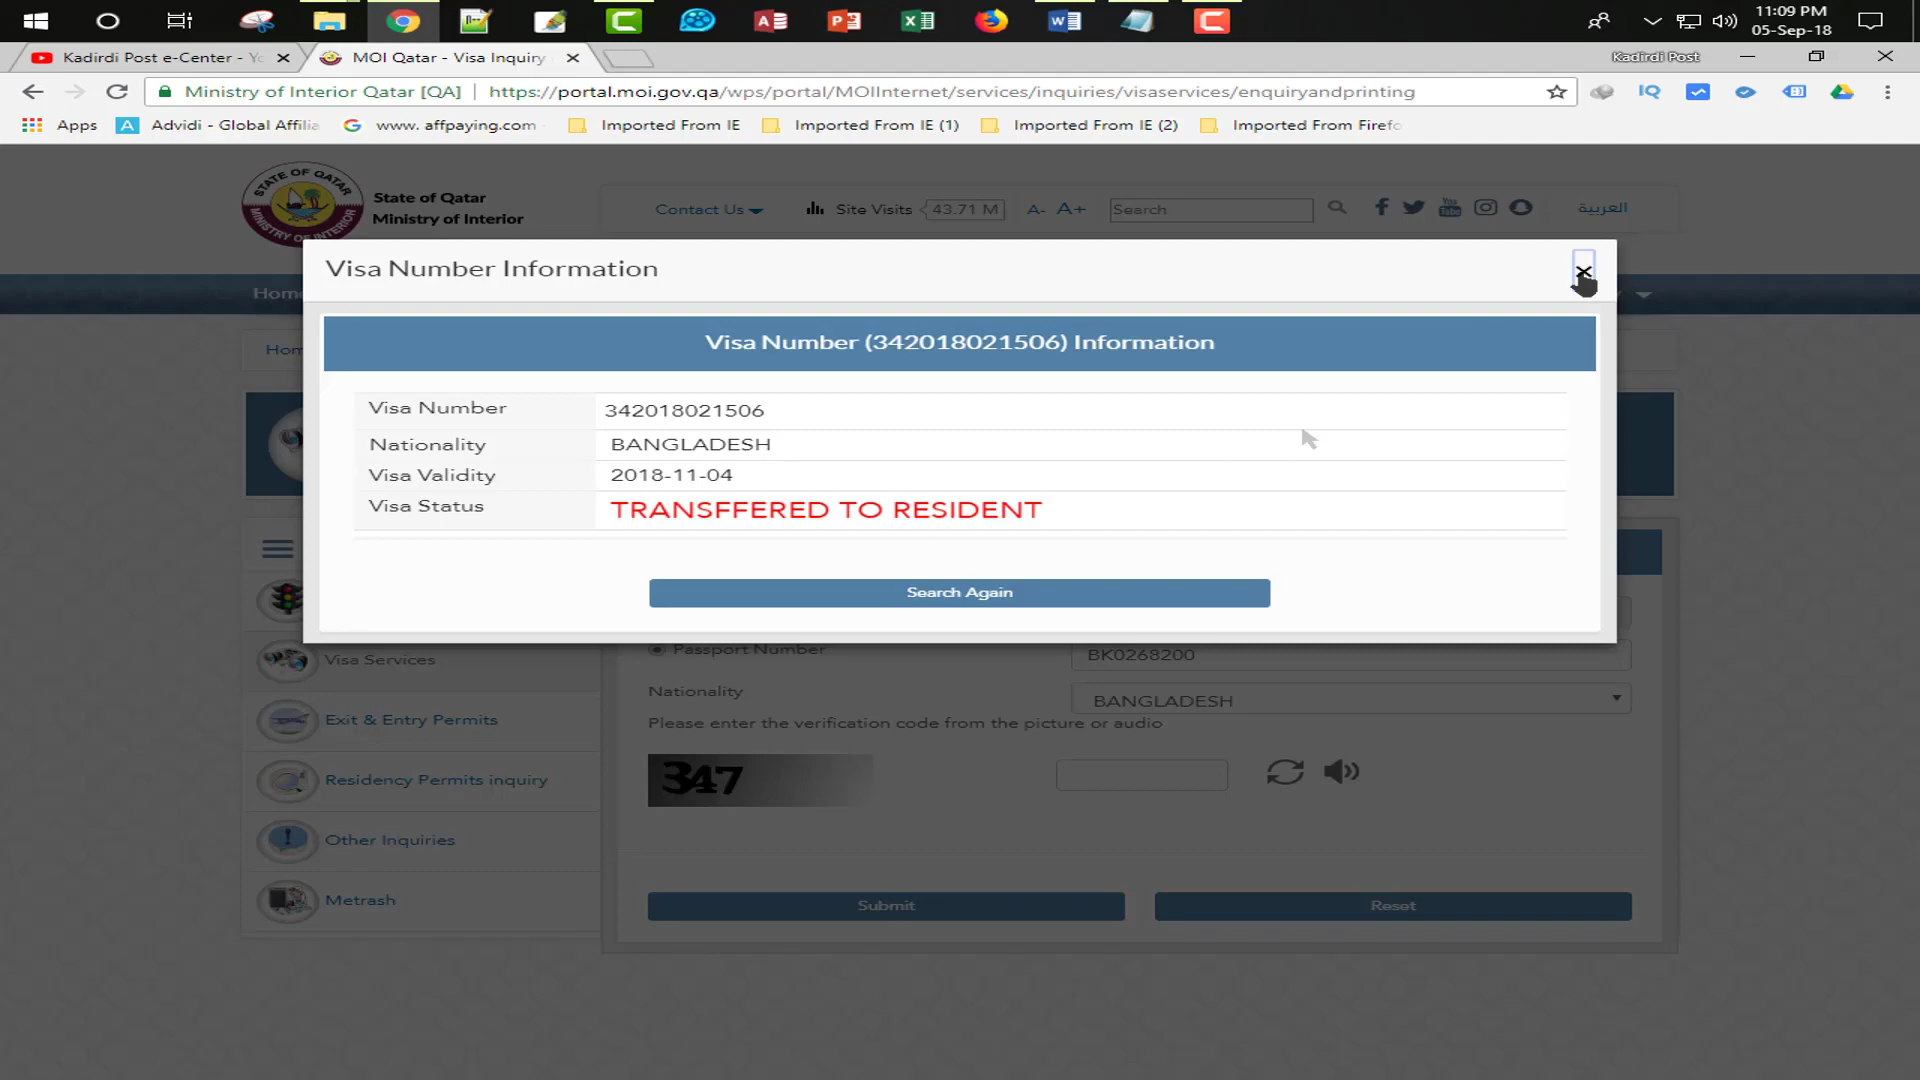 11:09 PM
05-Sep-18
Kadirdi Post e-Center - Yo
MOI Qatar - Visa Inquiry
Kadirdi Post
Ministry of Interior Qatar [QA]
https://portal.moi.gov.qa/wps/portal/MOIInternet/services/inquiries/visaservices/enquiryandprinting
Apps
Advidi - Global Affilia
www. affpaying.com
Imported From IE
Imported From IE (1)
Imported From IE (2)
Imported From Firefo
STATE OF QATAR
MINISTRY OF INTERIOR
State of Qatar
Ministry of Interior
Contact Us
Site Visits
43.71 M
A-
A+
Search
العربية
Visa Number Information
Visa Number (342018021506) Information
Visa Number
342018021506
Nationality
BANGLADESH
Visa Validity
2018-11-04
Visa Status
TRANSFFERED TO RESIDENT
Search Again
Passport Number
BK0268200
Nationality
BANGLADESH
Please enter the verification code from the picture or audio
347
Submit
Reset
Visa Services
Exit & Entry Permits
Residency Permits inquiry
Other Inquiries
Metrash